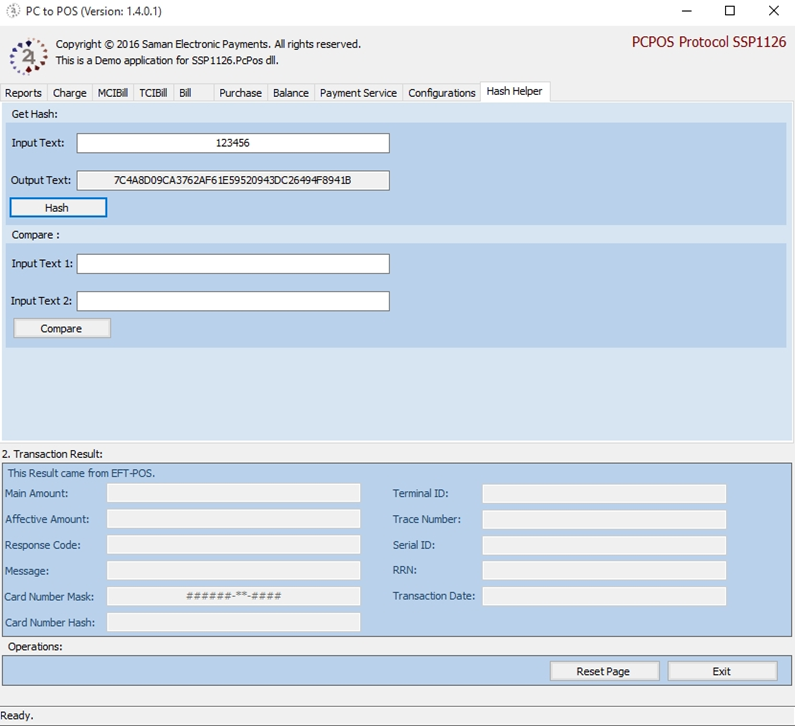 PC to POS (Version: 1.4.0.1)
Copyright © 2016 Saman Electronic Payments. All rights reserved.
This is a Demo application for SSP1126.PcPos dll.
PCPOS Protocol SSP1126
Reports Charge MCIBill TCIBill Bill Purchase Balance Payment Service Configurations Hash Helper
Get Hash:
Input Text: 123456
Output Text: 7C4A8D09CA3762AF61E59520943DC26494F8941B
Hash
Compare :
Input Text 1:
Input Text 2:
Compare
2. Transaction Result:
This Result came from EFT-POS.
Main Amount: Terminal ID:
Affective Amount: Trace Number:
Response Code: Serial ID:
Message: RRN:
Card Number Mask: ######-**-#### Transaction Date:
Card Number Hash:
Operations:
Reset Page Exit
Ready.